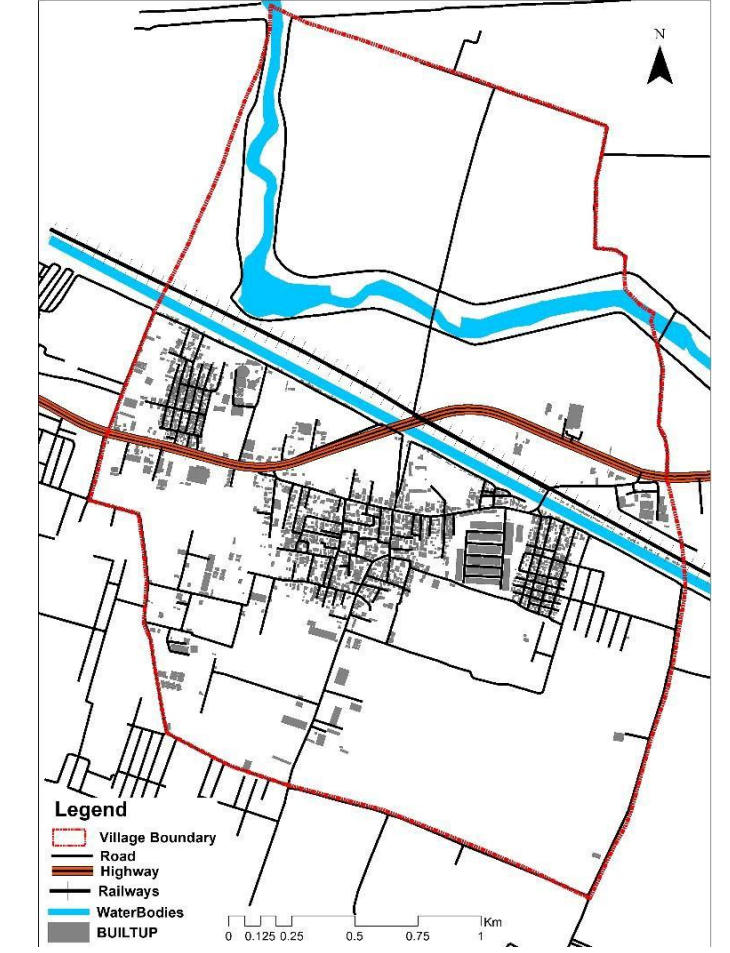 N
Legend
Village Boundary
Road
Highway
Railways
WaterBodies
BUILTUP
Km
0 0.125 0.25 0.5 0.75 1